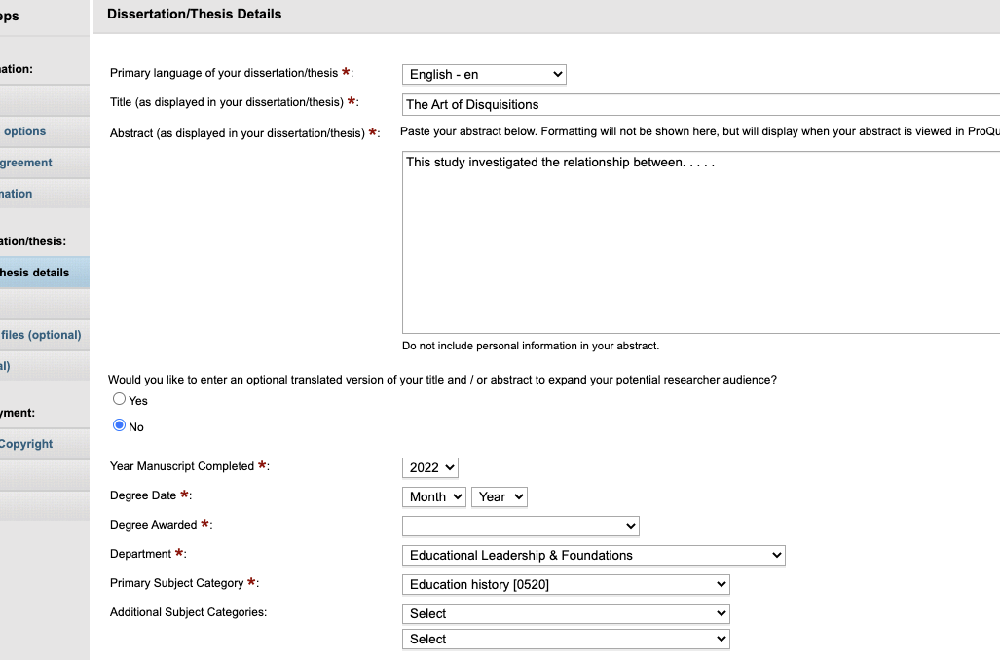 eps
Dissertation/Thesis Details
ation:
Primary language of your dissertation/thesis *:
English - en
Title (as displayed in your dissertation/thesis) *:
The Art of Disquisitions
options
Abstract (as displayed in your dissertation/thesis) *:
Paste your abstract below. Formatting will not be shown here, but will display when your abstract is viewed in ProQu
greement
This study investigated the relationship between. . . . .
mation
ation/thesis:
hesis details
files (optional)
Do not include personal information in your abstract.
al)
Would you like to enter an optional translated version of your title and / or abstract to expand your potential researcher audience?
Yes
yment:
No
Copyright
Year Manuscript Completed *:
2022
Degree Date *:
Month
Year
Degree Awarded *:
Department *:
Educational Leadership & Foundations
Primary Subject Category *:
Education history [0520]
Additional Subject Categories:
Select
Select